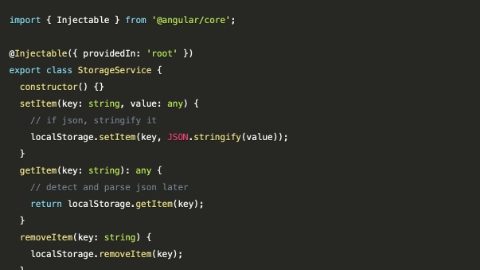 import { Injectable } from '@angular/core';
@Injectable({ providedIn: 'root' })
export class StorageService {
constructor() {}
setItem(key: string, value: any) {
// if json, stringify it
localStorage.setItem(key, JSON.stringify(value));
}
getItem(key: string): any {
// detect and parse json later
return localStorage.getItem(key);
}
removeItem(key: string) {
localStorage.removeItem(key);
}